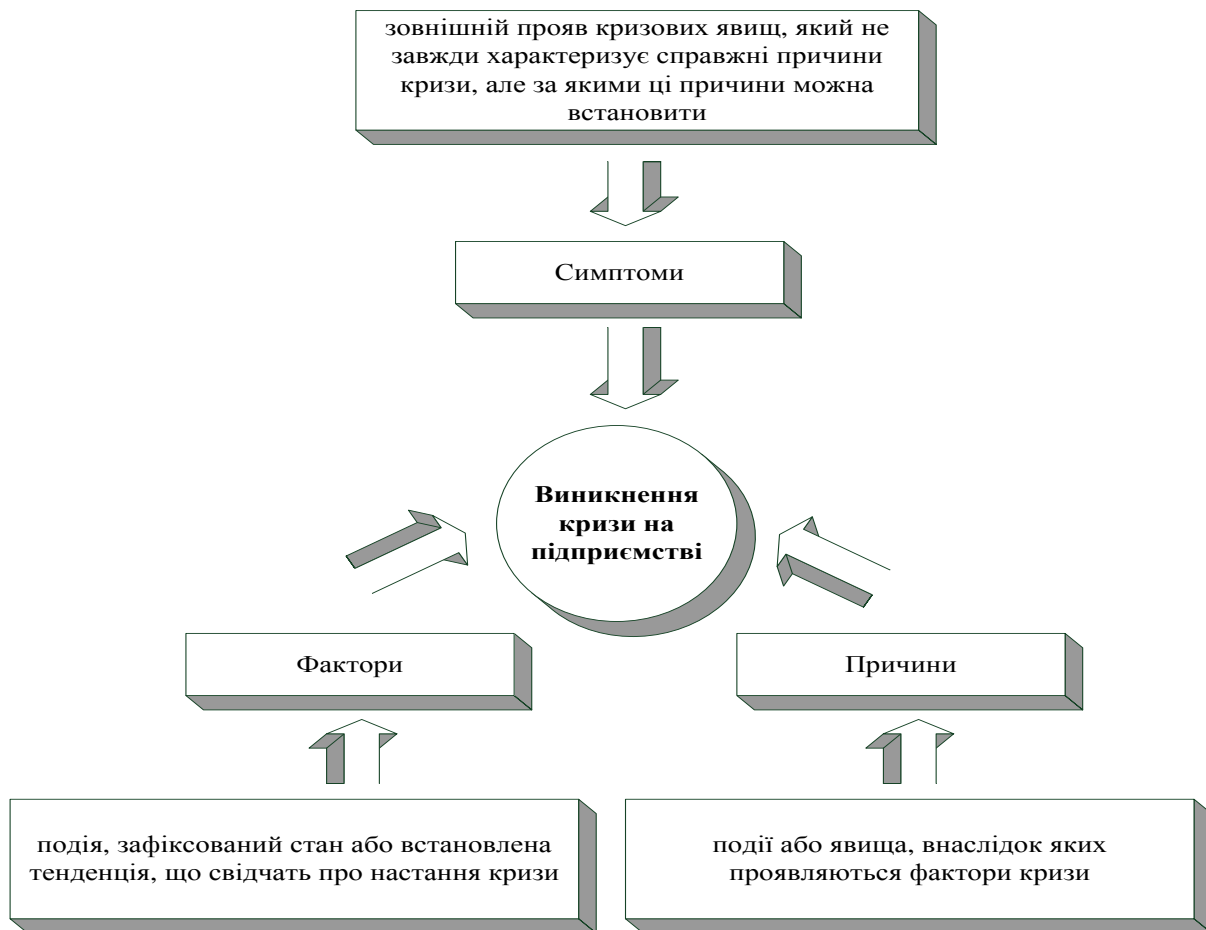 зовнішній прояв кризових явищ, який не
завжди характеризує справжні причини
кризи, але за якими ці причини можна
встановити
Симптоми
Виникнення
кризи на
підприємстві
Фактори
Причини
подія, зафіксований стан або встановлена
тенденція, що свідчать про настання кризи
події або явища, внаслідок яких
проявляються фактори кризи